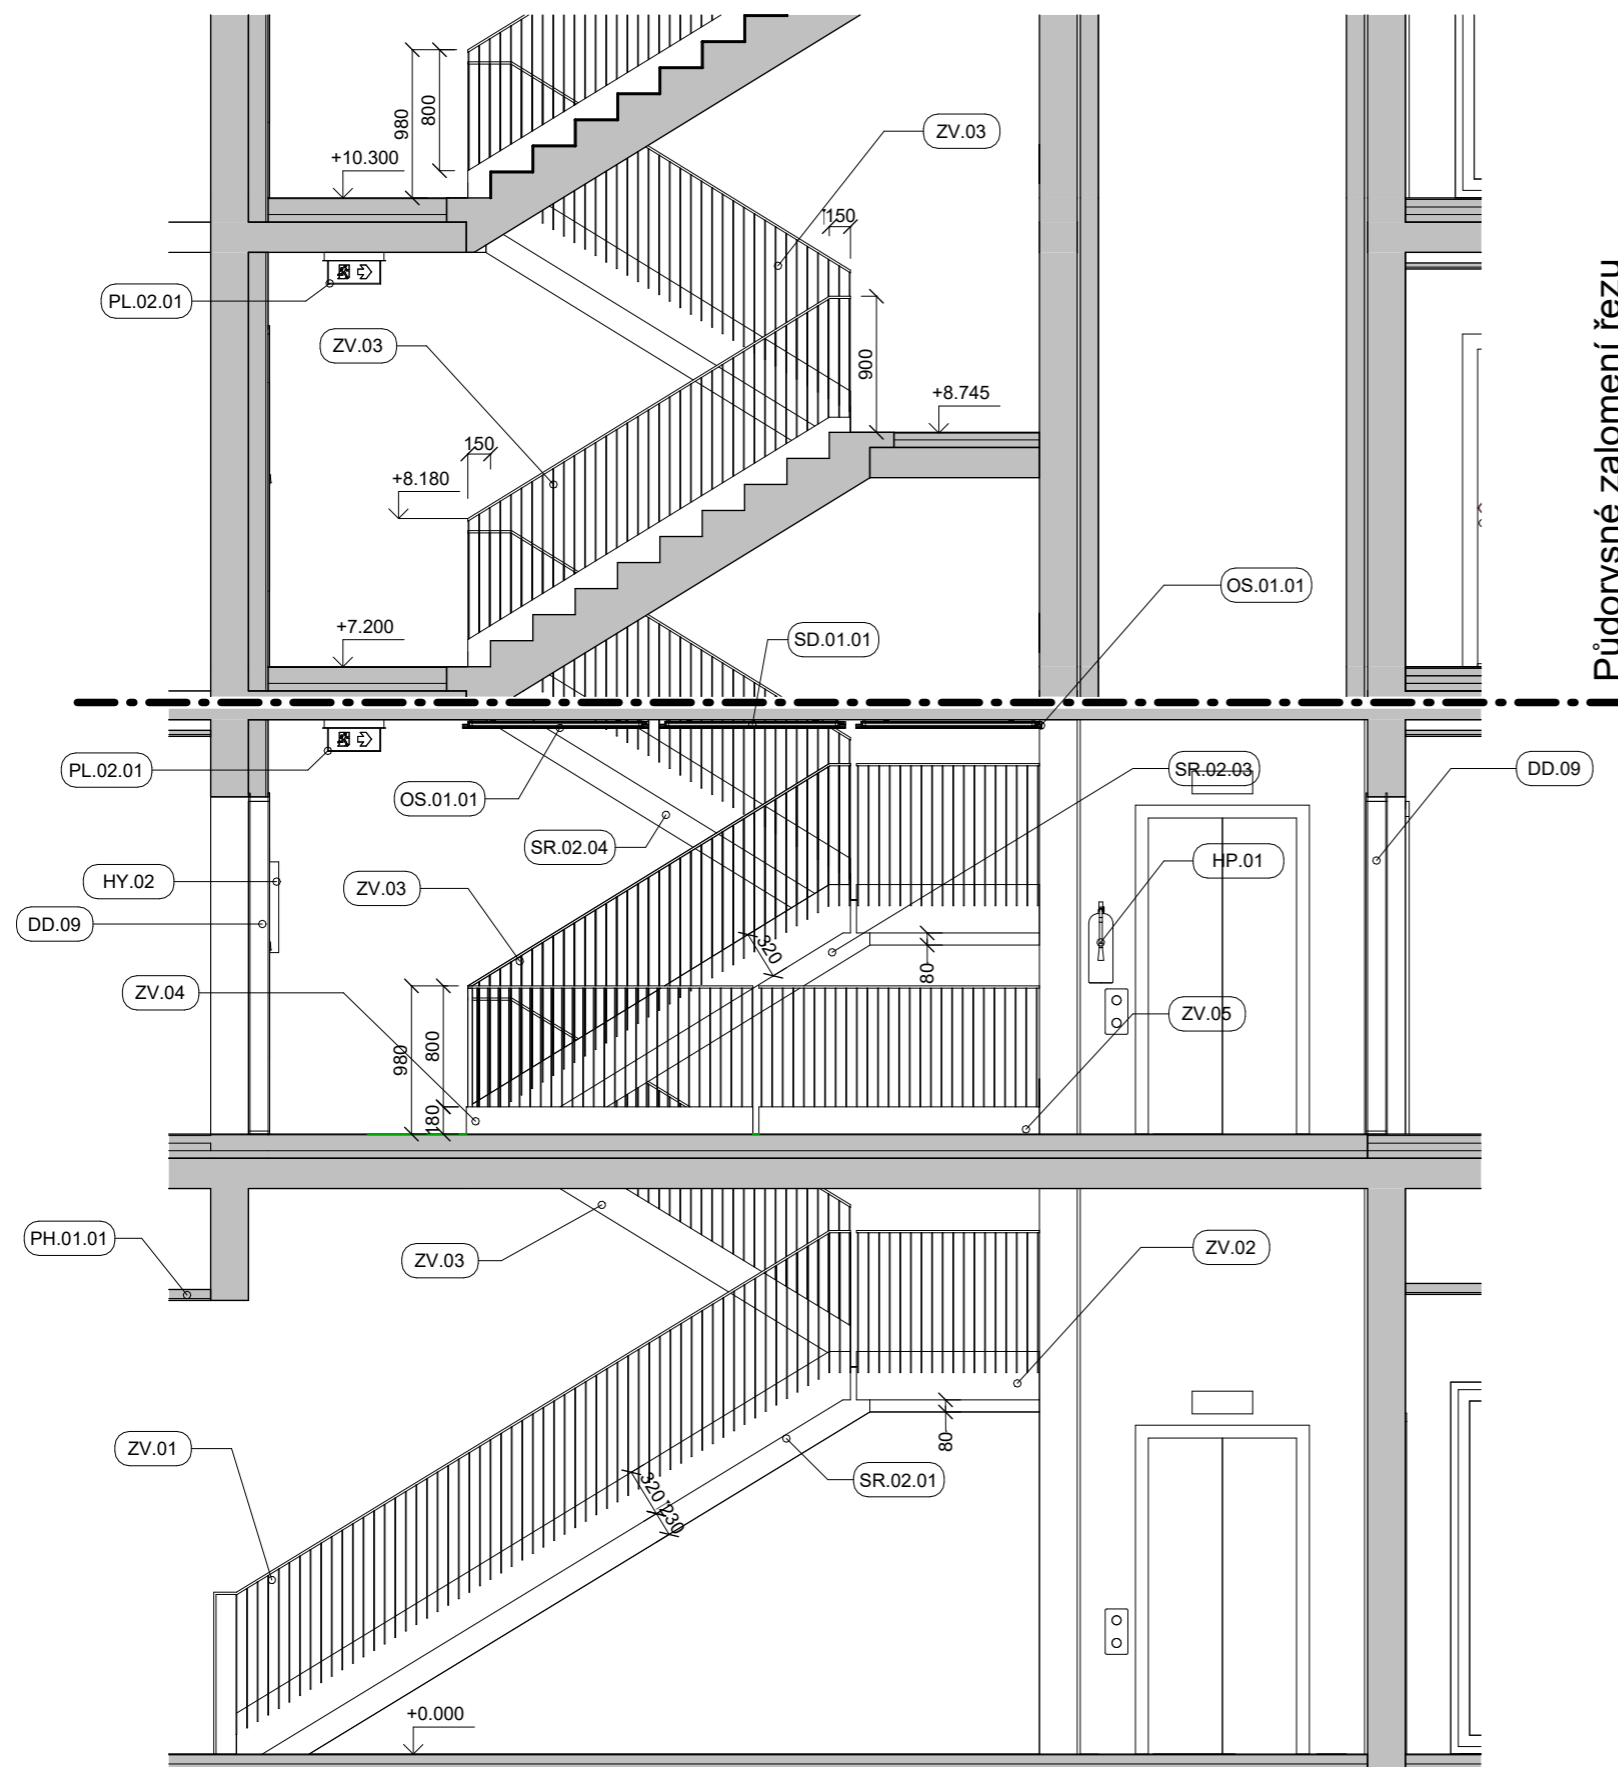 980
800
ZV.03
+10.300
150
PL.02.01
ZV.03
900
+8.745
150
+8.180
OS.01.01
+7.200
SD.01.01
Půdorysné zalomení řezu
PL.02.01
OS.01.01
SR.02.03
DD.09
SR.02.04
HP.01
HY.02
ZV.03
DD.09
320
80
ZV.04
ZV.05
980
800
180
PH.01.01
ZV.03
ZV.02
80
ZV.01
SR.02.01
320
230
+0.000